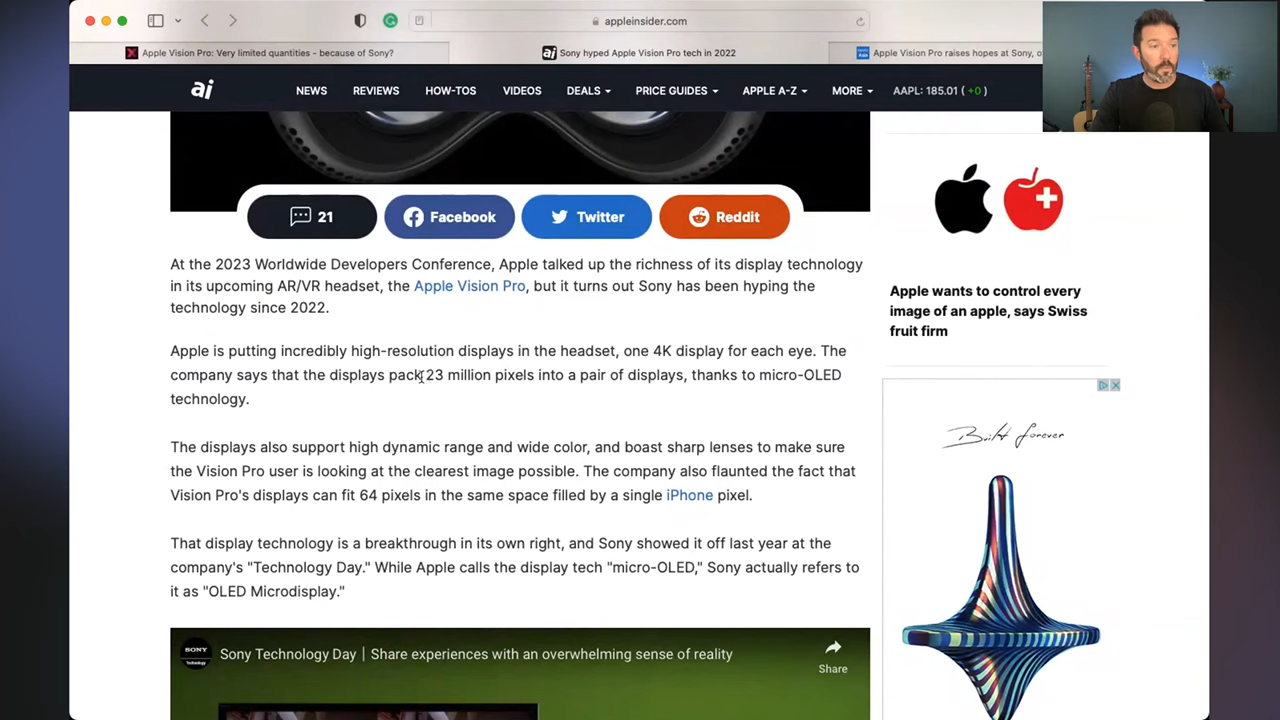 appleinsider.com
Apple Vision Pro: Very limited quantities - because of Sony?
Sony hyped Apple Vision Pro tech in 2022
Apple Vision Pro raises hopes at Sony, o
ai
NEWS
REVIEWS
HOW-TOS
VIDEOS
DEALS
PRICE GUIDES
APPLE A-Z
MORE
AAPL: 185.01 ( +0 )
21
Facebook
Twitter
Reddit
At the 2023 Worldwide Developers Conference, Apple talked up the richness of its display technology
in its upcoming AR/VR headset, the Apple Vision Pro, but it turns out Sony has been hyping the
technology since 2022.
Apple is putting incredibly high-resolution displays in the headset, one 4K display for each eye. The
company says that the displays pack 23 million pixels into a pair of displays, thanks to micro-OLED
technology.
The displays also support high dynamic range and wide color, and boast sharp lenses to make sure
the Vision Pro user is looking at the clearest image possible. The company also flaunted the fact that
Vision Pro's displays can fit 64 pixels in the same space filled by a single iPhone pixel.
That display technology is a breakthrough in its own right, and Sony showed it off last year at the
company's "Technology Day." While Apple calls the display tech "micro-OLED," Sony actually refers to
it as "OLED Microdisplay."
SONY
Technology
Sony Technology Day | Share experiences with an overwhelming sense of reality
Share
Apple wants to control every
image of an apple, says Swiss
fruit firm
Built forever